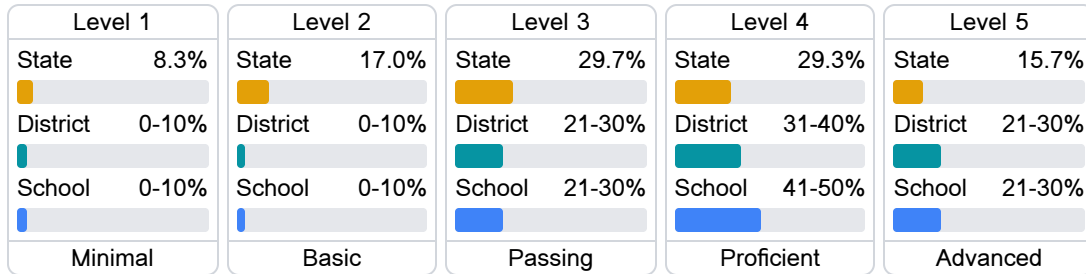 Level 1
State 8.3%
District 0-10%
School 0-10%
Minimal
Level 2
State 17.0%
District 0-10%
School 0-10%
Basic
Level 3
State 29.7%
District 21-30%
School 21-30%
Passing
Level 4
State 29.3%
District 31-40%
School 41-50%
Proficient
Level 5
State 15.7%
District 21-30%
School 21-30%
Advanced